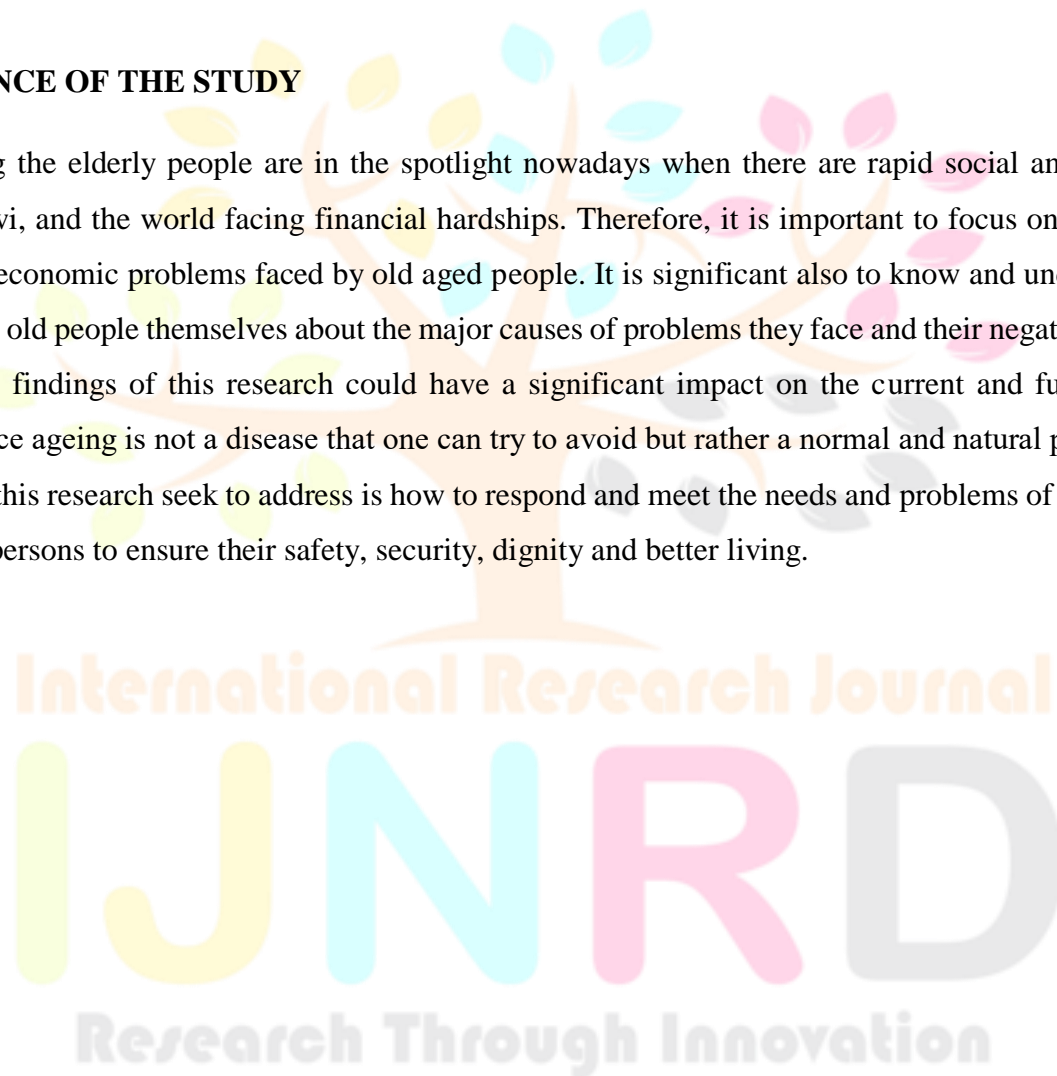 NCE OF THE STUDY
g the elderly people are in the spotlight nowadays when there are rapid social an
vi, and the world facing financial hardships. Therefore, it is important to focus on
economic problems faced by old aged people. It is significant also to know and un
old people themselves about the major causes of problems they face and their negat
findings of this research could have a significant impact on the current and fu
ce ageing is not a disease that one can try to avoid but rather a normal and natural p
this research seek to address is how to respond and meet the needs and problems of
persons to ensure their safety, security, dignity and better living.
International Research Journal
IJNRD
Research Through Innovation